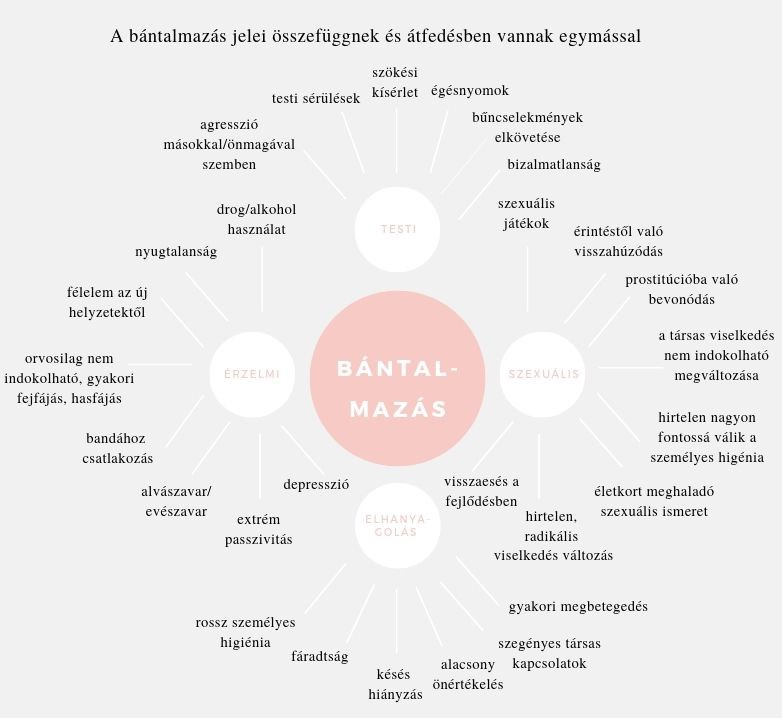 A bántalmazás jelei összefüggnek és átfedésben vannak egymással
szökési
kísérlet
testi sérülések
égésnyomok
agresszió
másokkal/önmagával
szemben
bűncselekmények
elkövetése
bizalmatlanság
TESTI
drog/alkohol
használat
nyugtalanság
félelem az új
helyzetektől
orvosilag nem
indokolható, gyakori
fejfájás, hasfájás
bandához
csatlakozás
alvászavar/
evészavar
extrém
passzivitás
depresszió
ÉRZELMI
BÁNTAL-
MAZÁS
szexuális
játékok
érintéstől való
visszahúzódás
prostitúcióba való
bevonódás
a társas viselkedés
nem indokolható
megváltozása
hirtelen nagyon
fontossá válik a
személyes higénia
életkort meghaladó
szexuális ismeret
hirtelen,
radikális
viselkedés változás
visszaesés a
fejlődésben
SZEXUÁLIS
ELHANYA-
GOLÁS
rossz személyes
higiénia
fáradtság
késés
hiányzás
alacsony
önértékelés
szegényes társas
kapcsolatok
gyakori megbetegedés